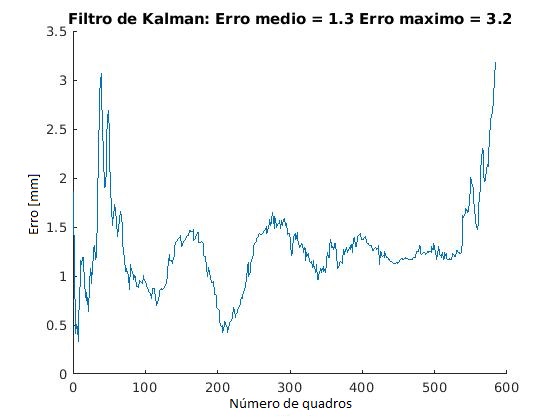 Filtro de Kalman: Erro medio = 1.3 Erro maximo = 3.2
3.5
3
2.5
2
1.5
1
0.5
0
Erro [mm]
0 100 200 300 400 500 600
Número de quadros